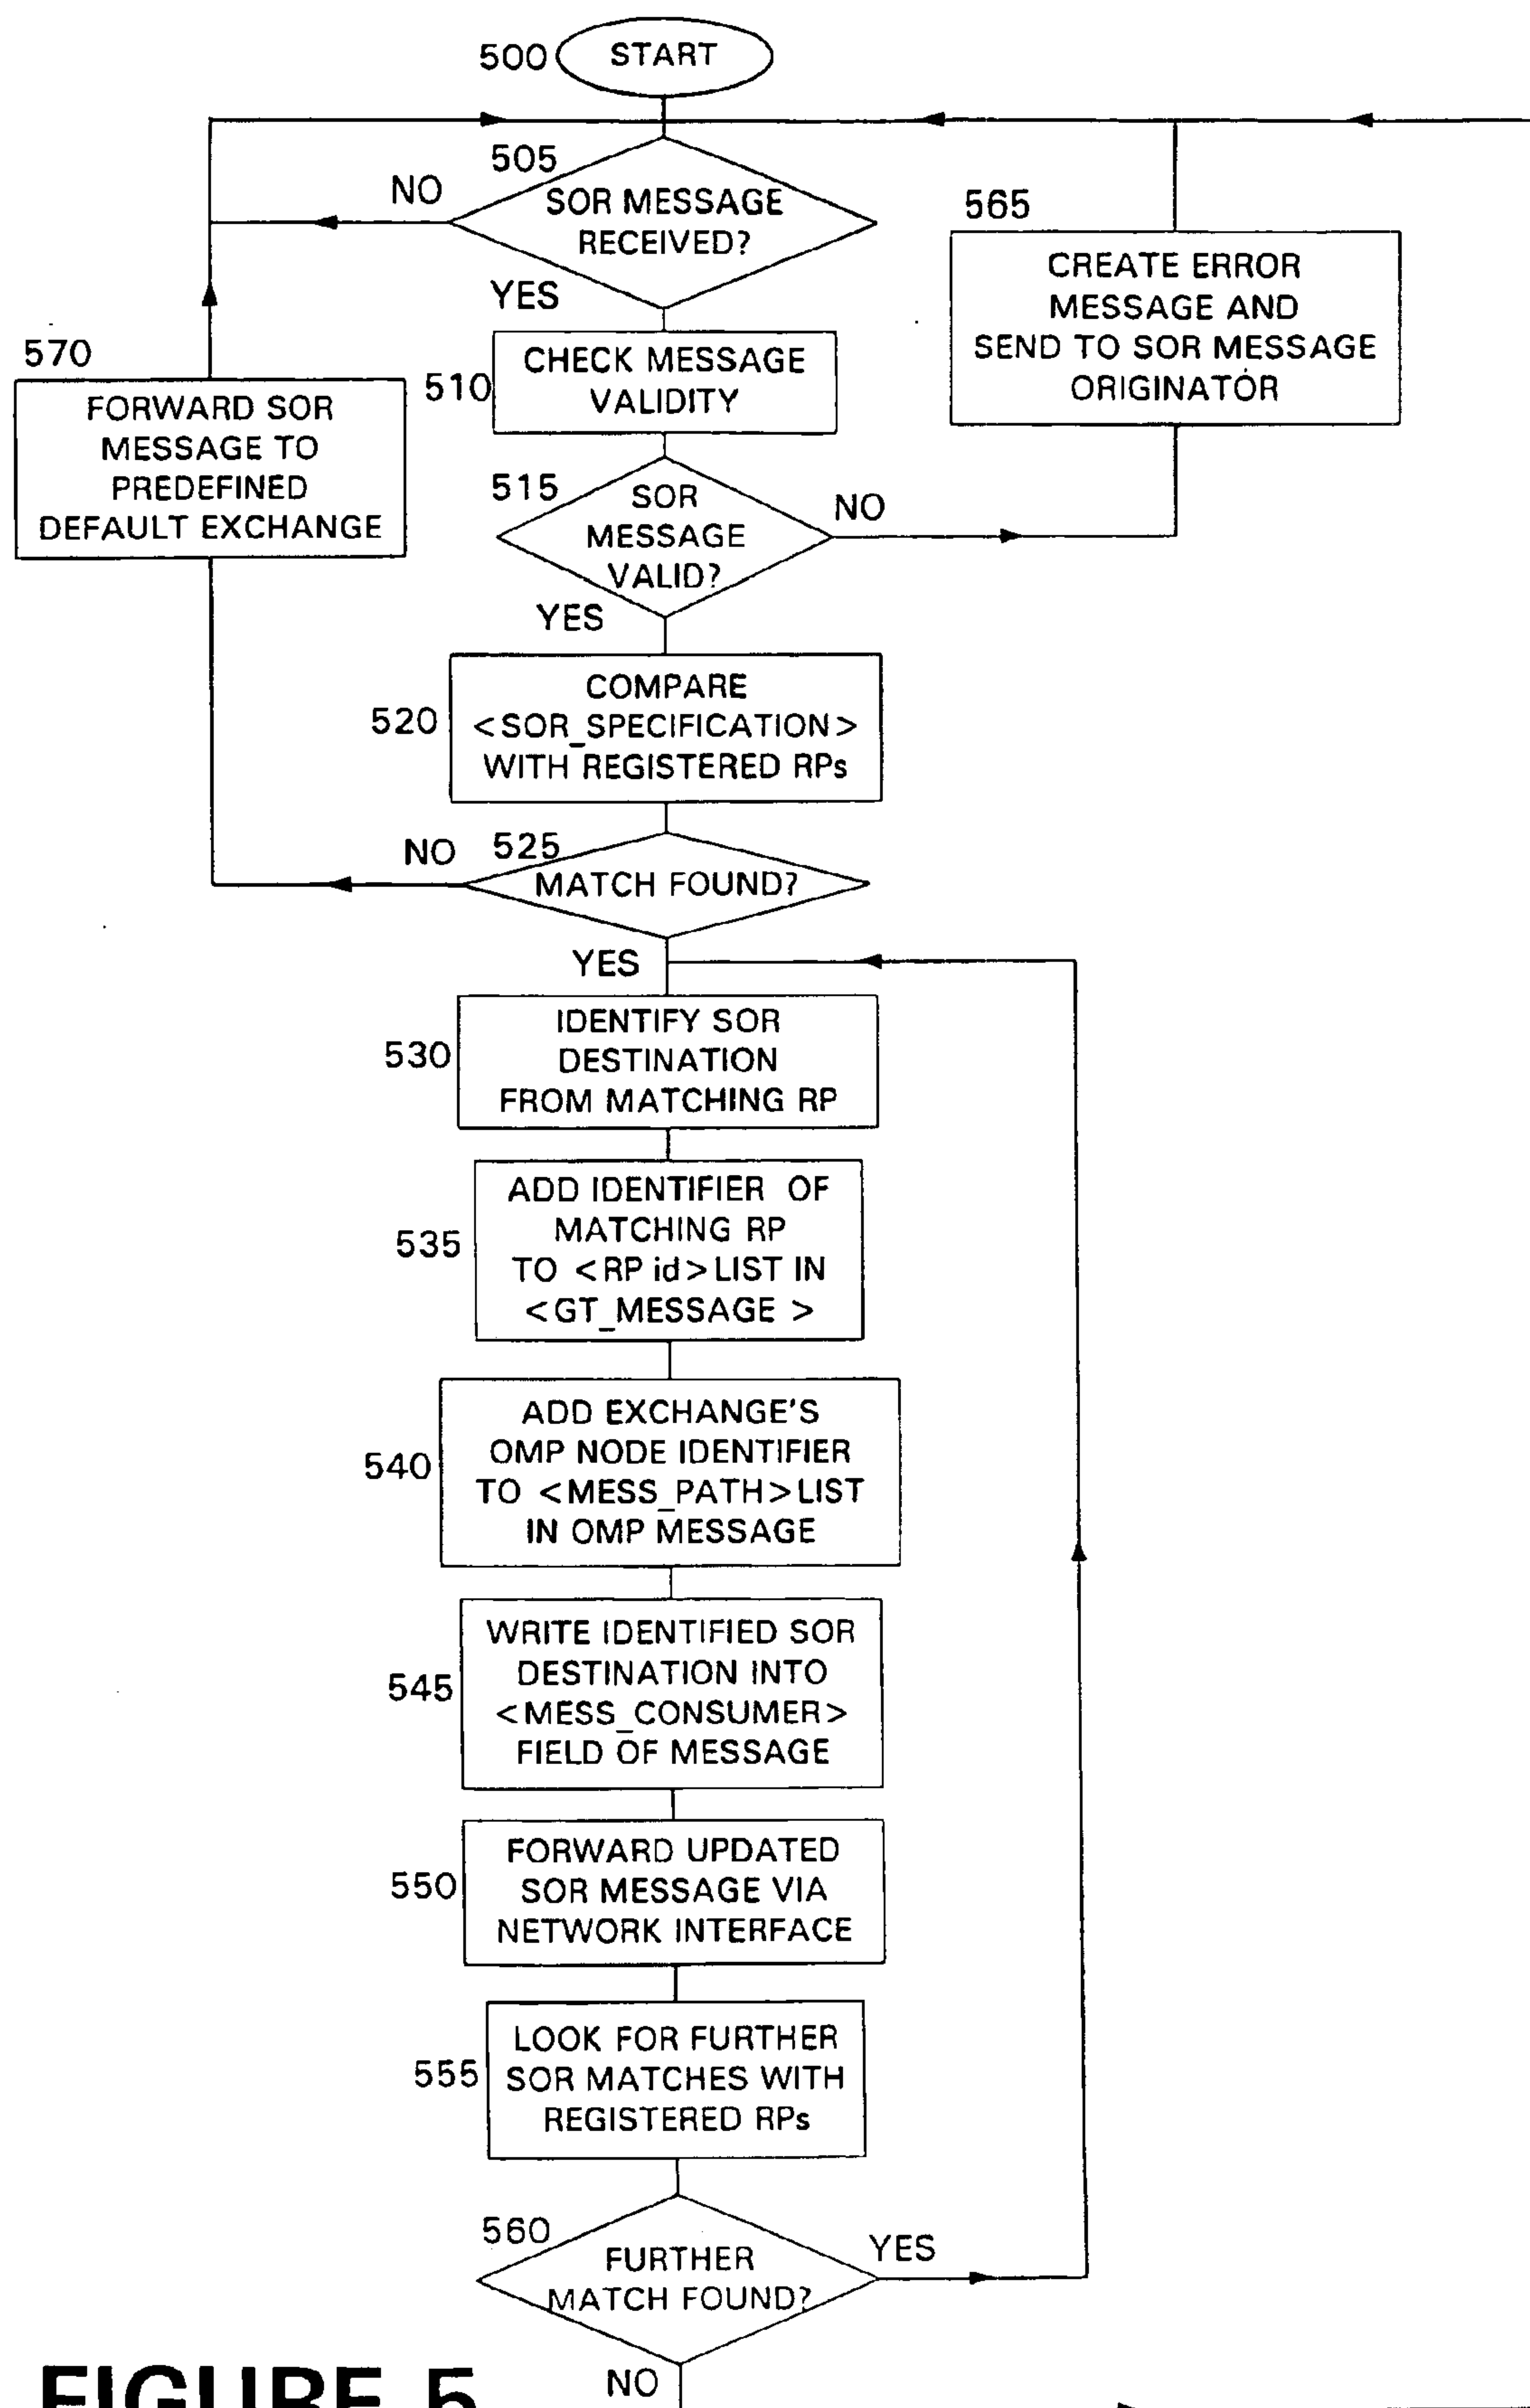 500
START
505
NO
SOR MESSAGE
RECEIVED?
YES
565
CREATE ERROR
MESSAGE AND
SEND TO SOR MESSAGE
ORIGINATOR
570
FORWARD SOR
MESSAGE TO
PREDEFINED
DEFAULT EXCHANGE
510
CHECK MESSAGE
VALIDITY
515
SOR
MESSAGE
VALID?
NO
YES
520
COMPARE
<SOR_SPECIFICATION>
WITH REGISTERED RPs
NO
525
MATCH FOUND?
YES
530
IDENTIFY SOR
DESTINATION
FROM MATCHING RP
535
ADD IDENTIFIER OF
MATCHING RP
TO <RP id> LIST IN
<GT_MESSAGE >
540
ADD EXCHANGE'S
OMP NODE IDENTIFIER
TO <MESS_PATH> LIST
IN OMP MESSAGE
545
WRITE IDENTIFIED SOR
DESTINATION INTO
<MESS_CONSUMER>
FIELD OF MESSAGE
550
FORWARD UPDATED
SOR MESSAGE VIA
NETWORK INTERFACE
555
LOOK FOR FURTHER
SOR MATCHES WITH
REGISTERED RPs
560
FURTHER
MATCH FOUND?
YES
NO
FIGURE 5